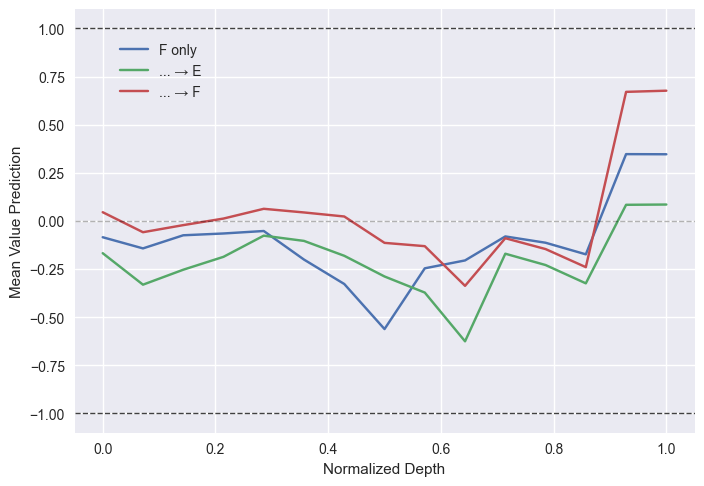 1.00
0.75
0.50
0.25
0.00
−0.25
−0.50
−0.75
−1.00
Mean Value Prediction
F only
... → E
... → F
0.0 0.2 0.4 0.6 0.8 1.0
Normalized Depth